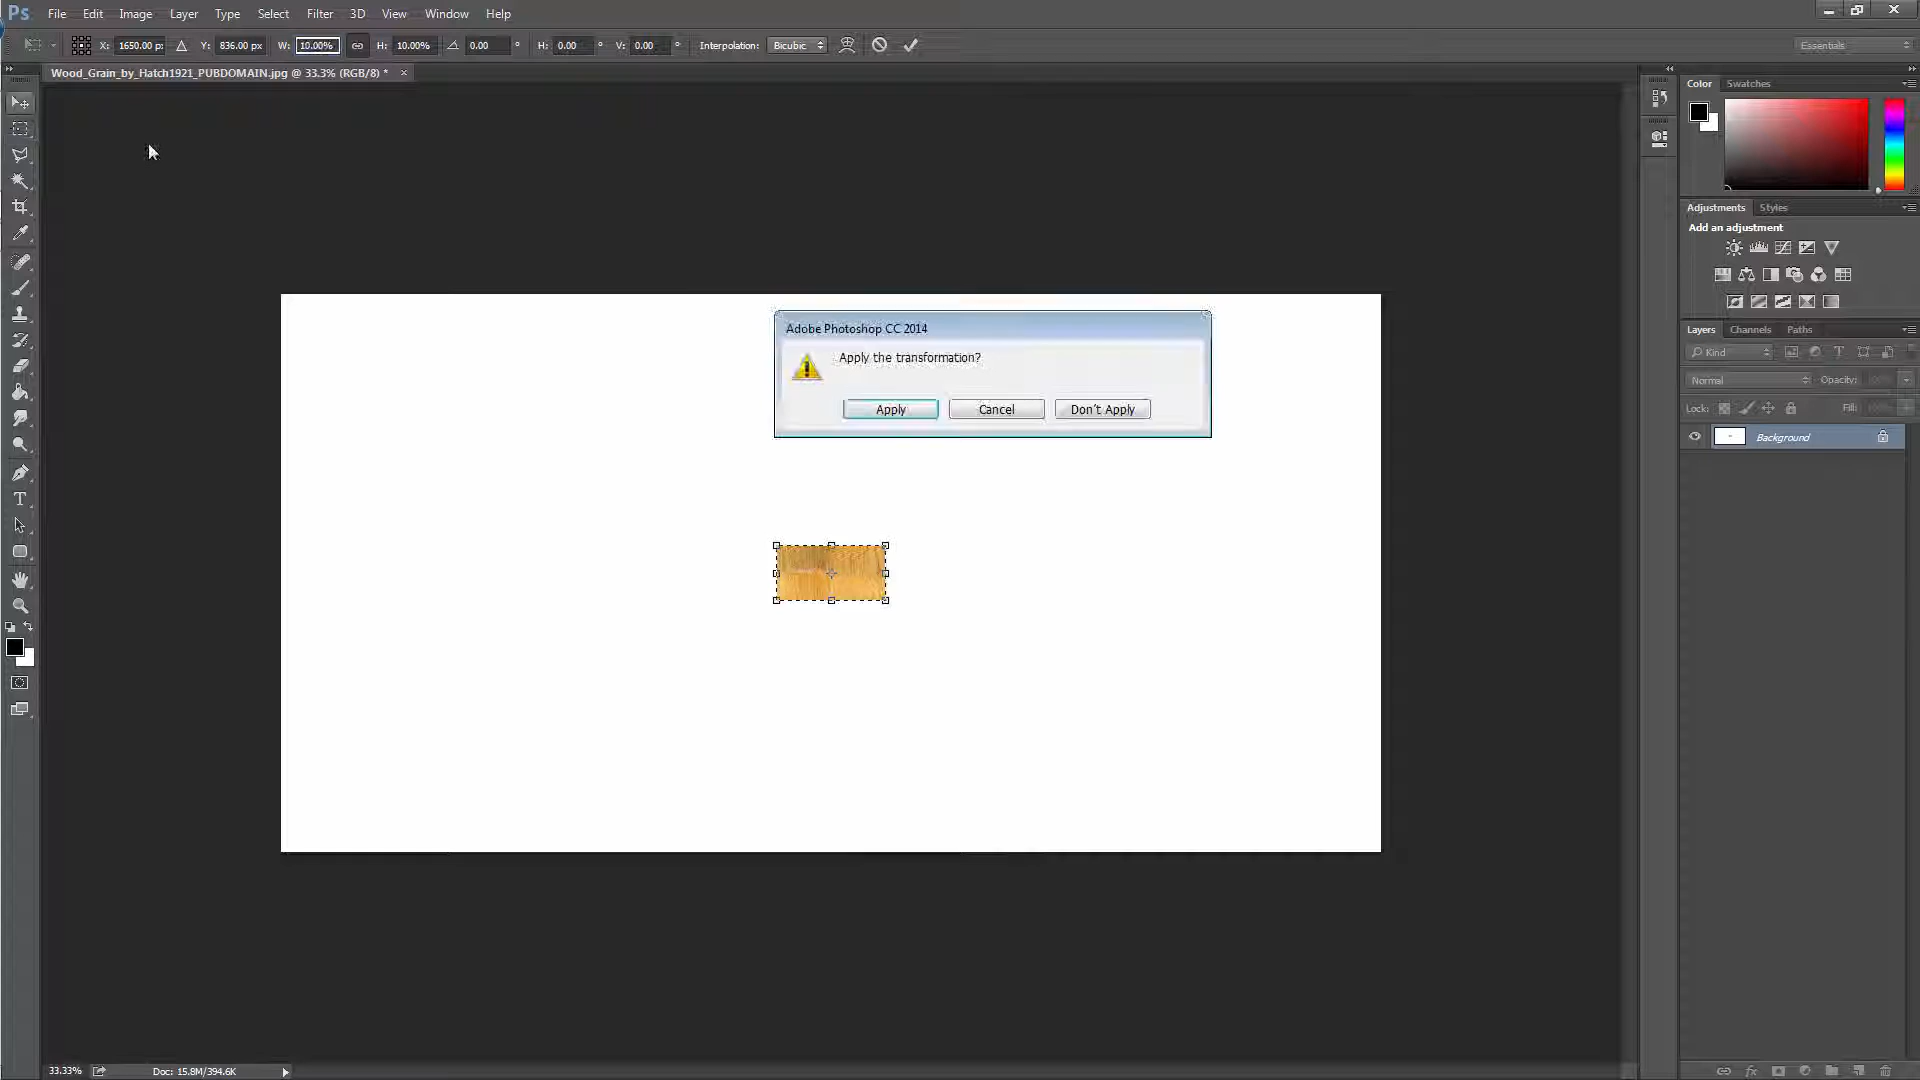 Ps File Edit Image Layer Type Select Filter 3D View Window Help
X: 1650.00 px Y: 836.00 px W: 10.00% H: 10.00% 0.00 ° H: 0.00 ° V: 0.00 ° Interpolation: Bicubic Essentials
Wood_Grain_by_Hatch1921_PUBDOMAIN.jpg @ 33.3% (RGB/8) * ×
Color Swatches
Adjustments Styles
Add an adjustment
Adobe Photoshop CC 2014
Apply the transformation?
Apply Cancel Don't Apply
Layers Channels Paths
Kind
Normal Opacity: 100%
Lock: Fill: 100%
Background
33.33% Doc: 15.8M/394.6K